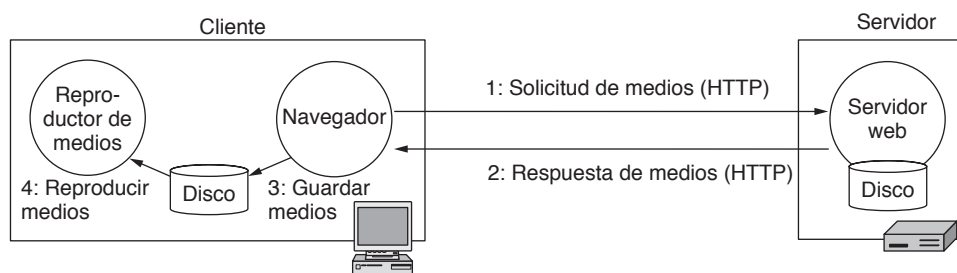 Cliente
Servidor
Repro-
ductor de
medios
Navegador
1: Solicitud de medios (HTTP)
Servidor
web
2: Respuesta de medios (HTTP)
4: Reproducir
medios
Disco
3: Guardar
medios
Disco